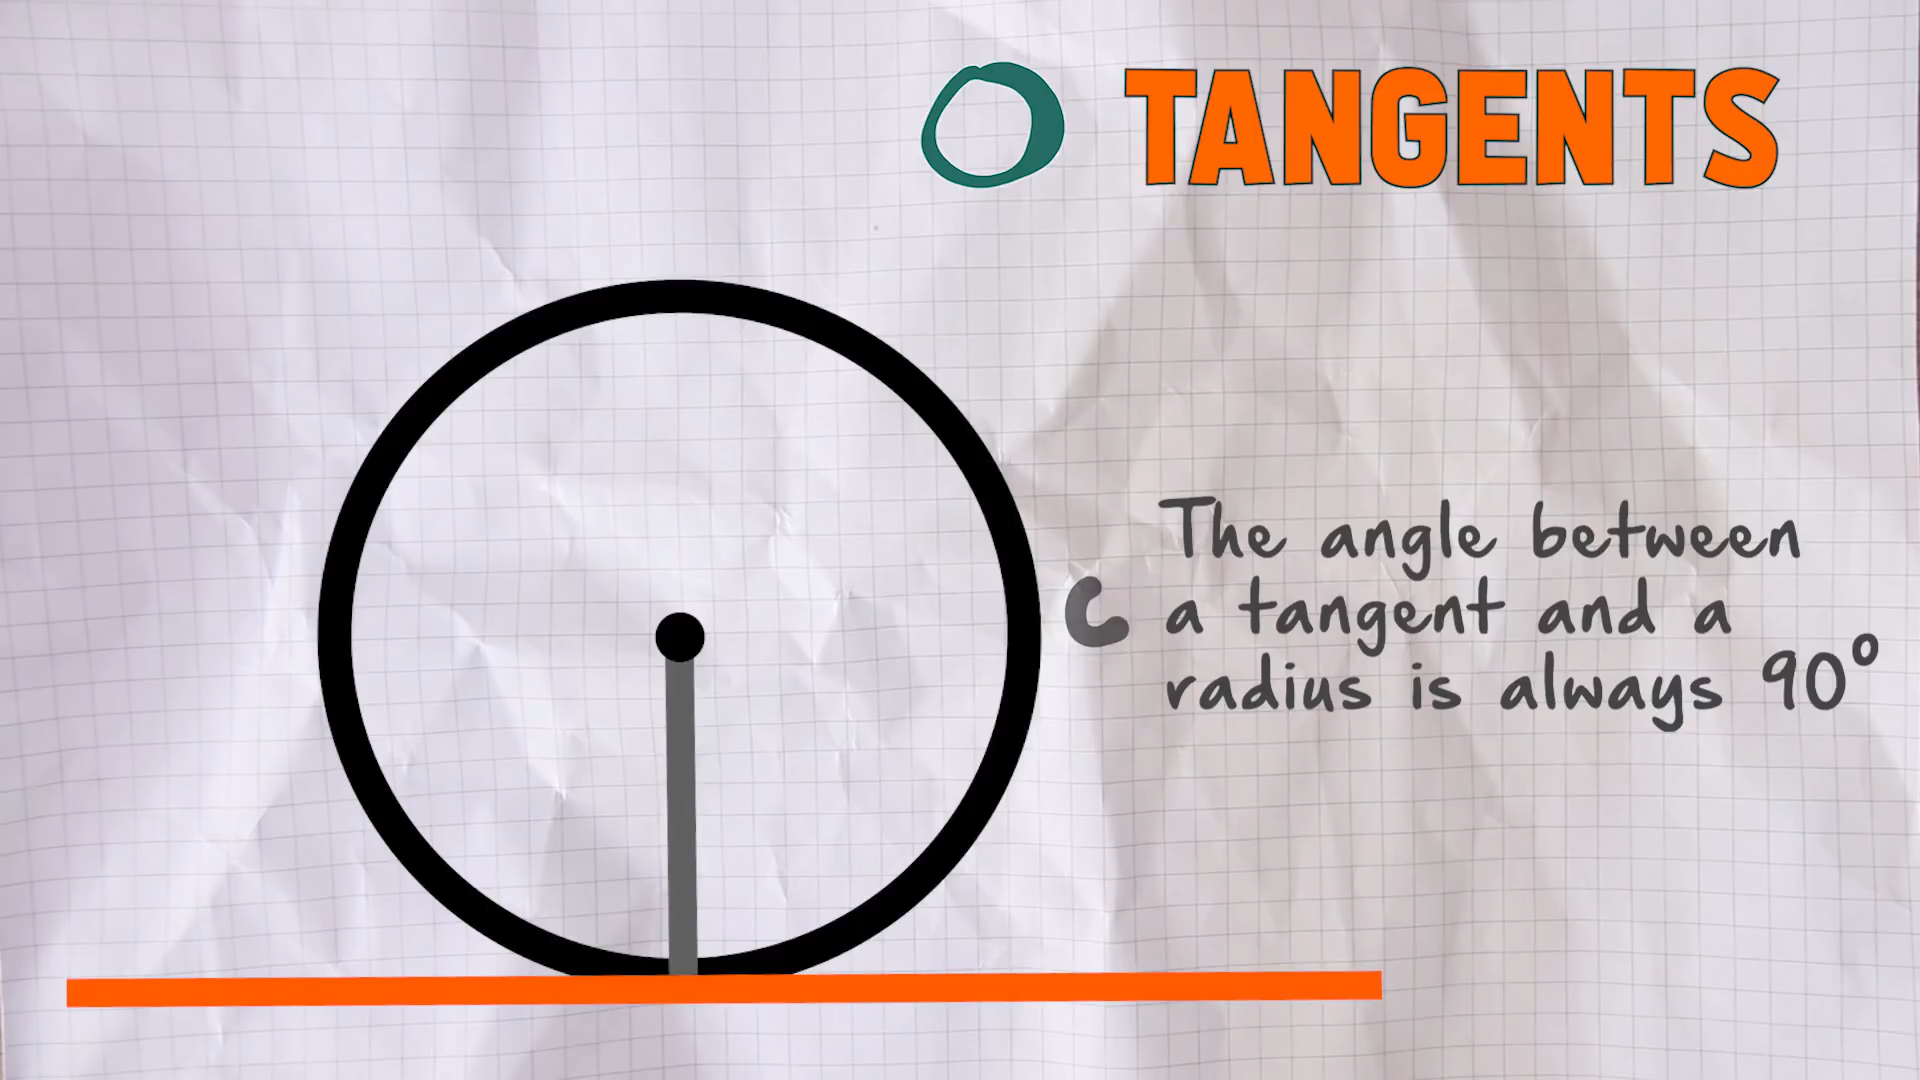 TANGENTS
The angle between
a tangent and a
radius is always 90°